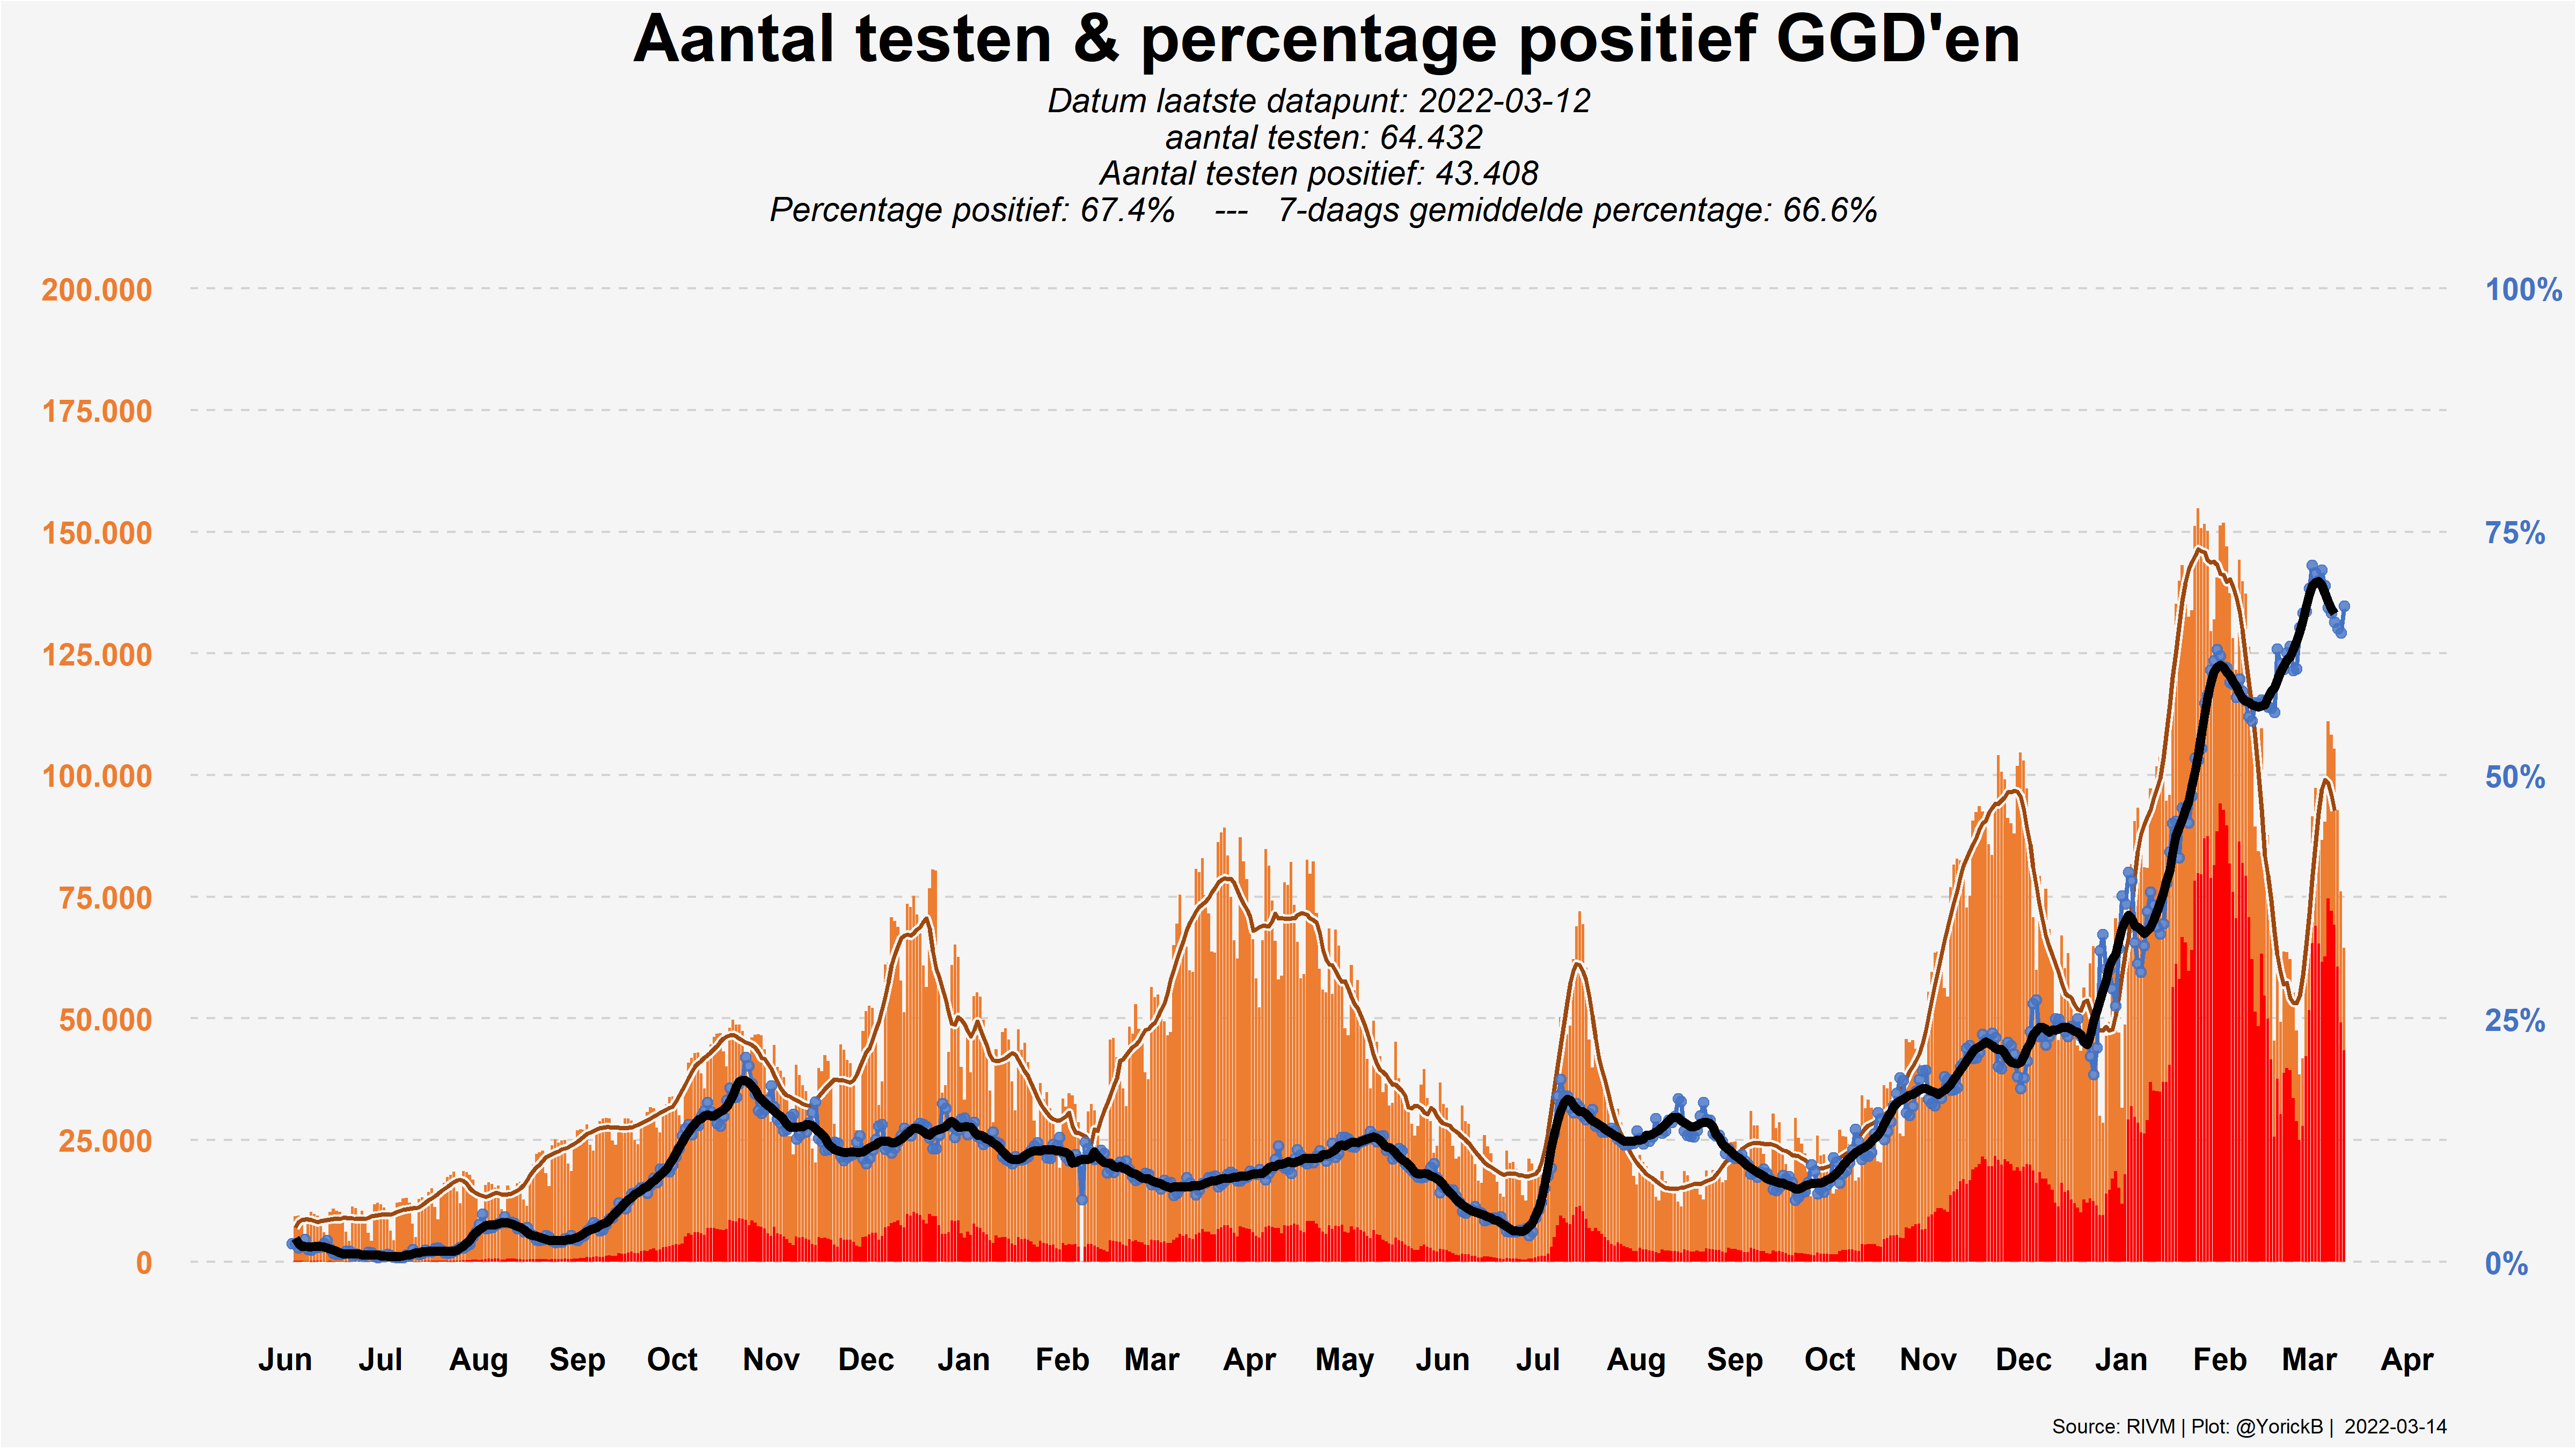 Aantal testen & percentage positief GGD'en
Datum laatste datapunt: 2022-03-12
aantal testen: 64.432
Aantal testen positief: 43.408
Percentage positief: 67.4%    ---   7-daags gemiddelde percentage: 66.6%
200.000 100%
175.000
150.000 75%
125.000
100.000 50%
75.000
50.000 25%
25.000
0 0%
Jun Jul Aug Sep Oct Nov Dec Jan Feb Mar Apr May Jun Jul Aug Sep Oct Nov Dec Jan Feb Mar Apr
Source: RIVM | Plot: @YorickB |  2022-03-14